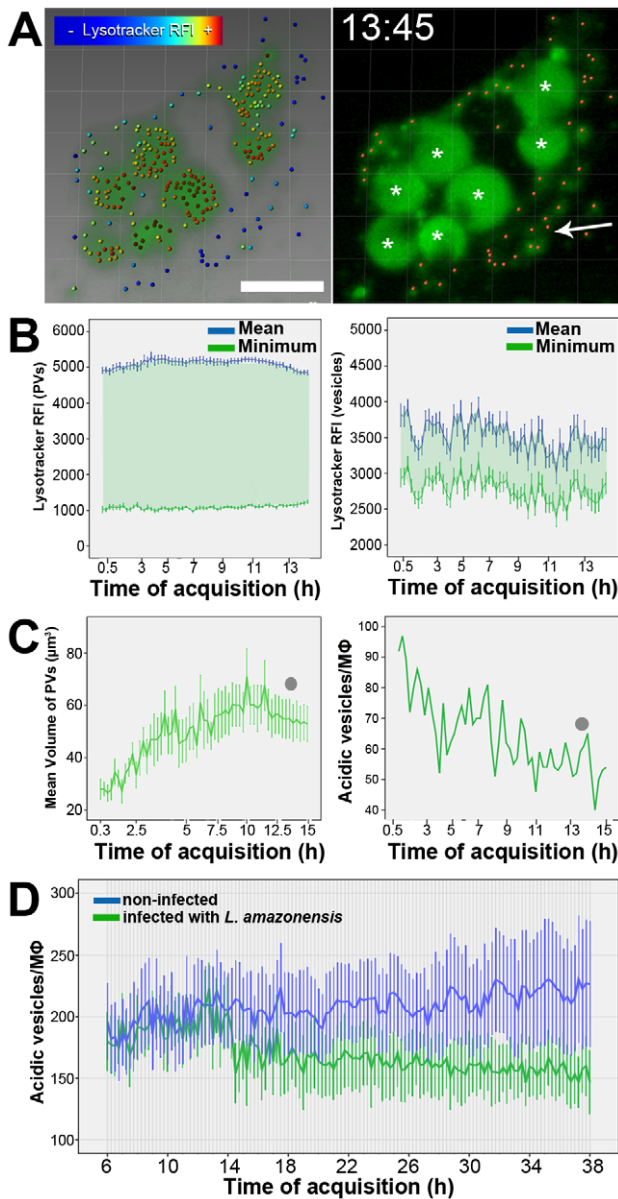 A
- Lysotracker RFI +
13:45
* * * * * * *
B
Mean
Minimum
Lysotracker RFI (PVs)
6000
5000
4000
3000
2000
1000
0
0.5 3 5 7 9 11 13
Time of acquisition (h)
Mean
Minimum
Lysotracker RFI (vesicles)
5000
4500
4000
3500
3000
2500
2000
0.5 3 5 7 9 11 13
Time of acquisition (h)
C
Mean Volume of PVs (µm³)
80
60
40
20
0.3 2.5 5 7.5 10 12.5 15
Time of acquisition (h)
Acidic vesicles/MΦ
100
90
80
70
60
50
40
0.5 3 5 7 9 11 13 15
Time of acquisition (h)
D
non-infected
infected with L. amazonensis
Acidic vesicles/MΦ
300
250
200
150
100
6 10 14 18 22 26 30 34 38
Time of acquisition (h)